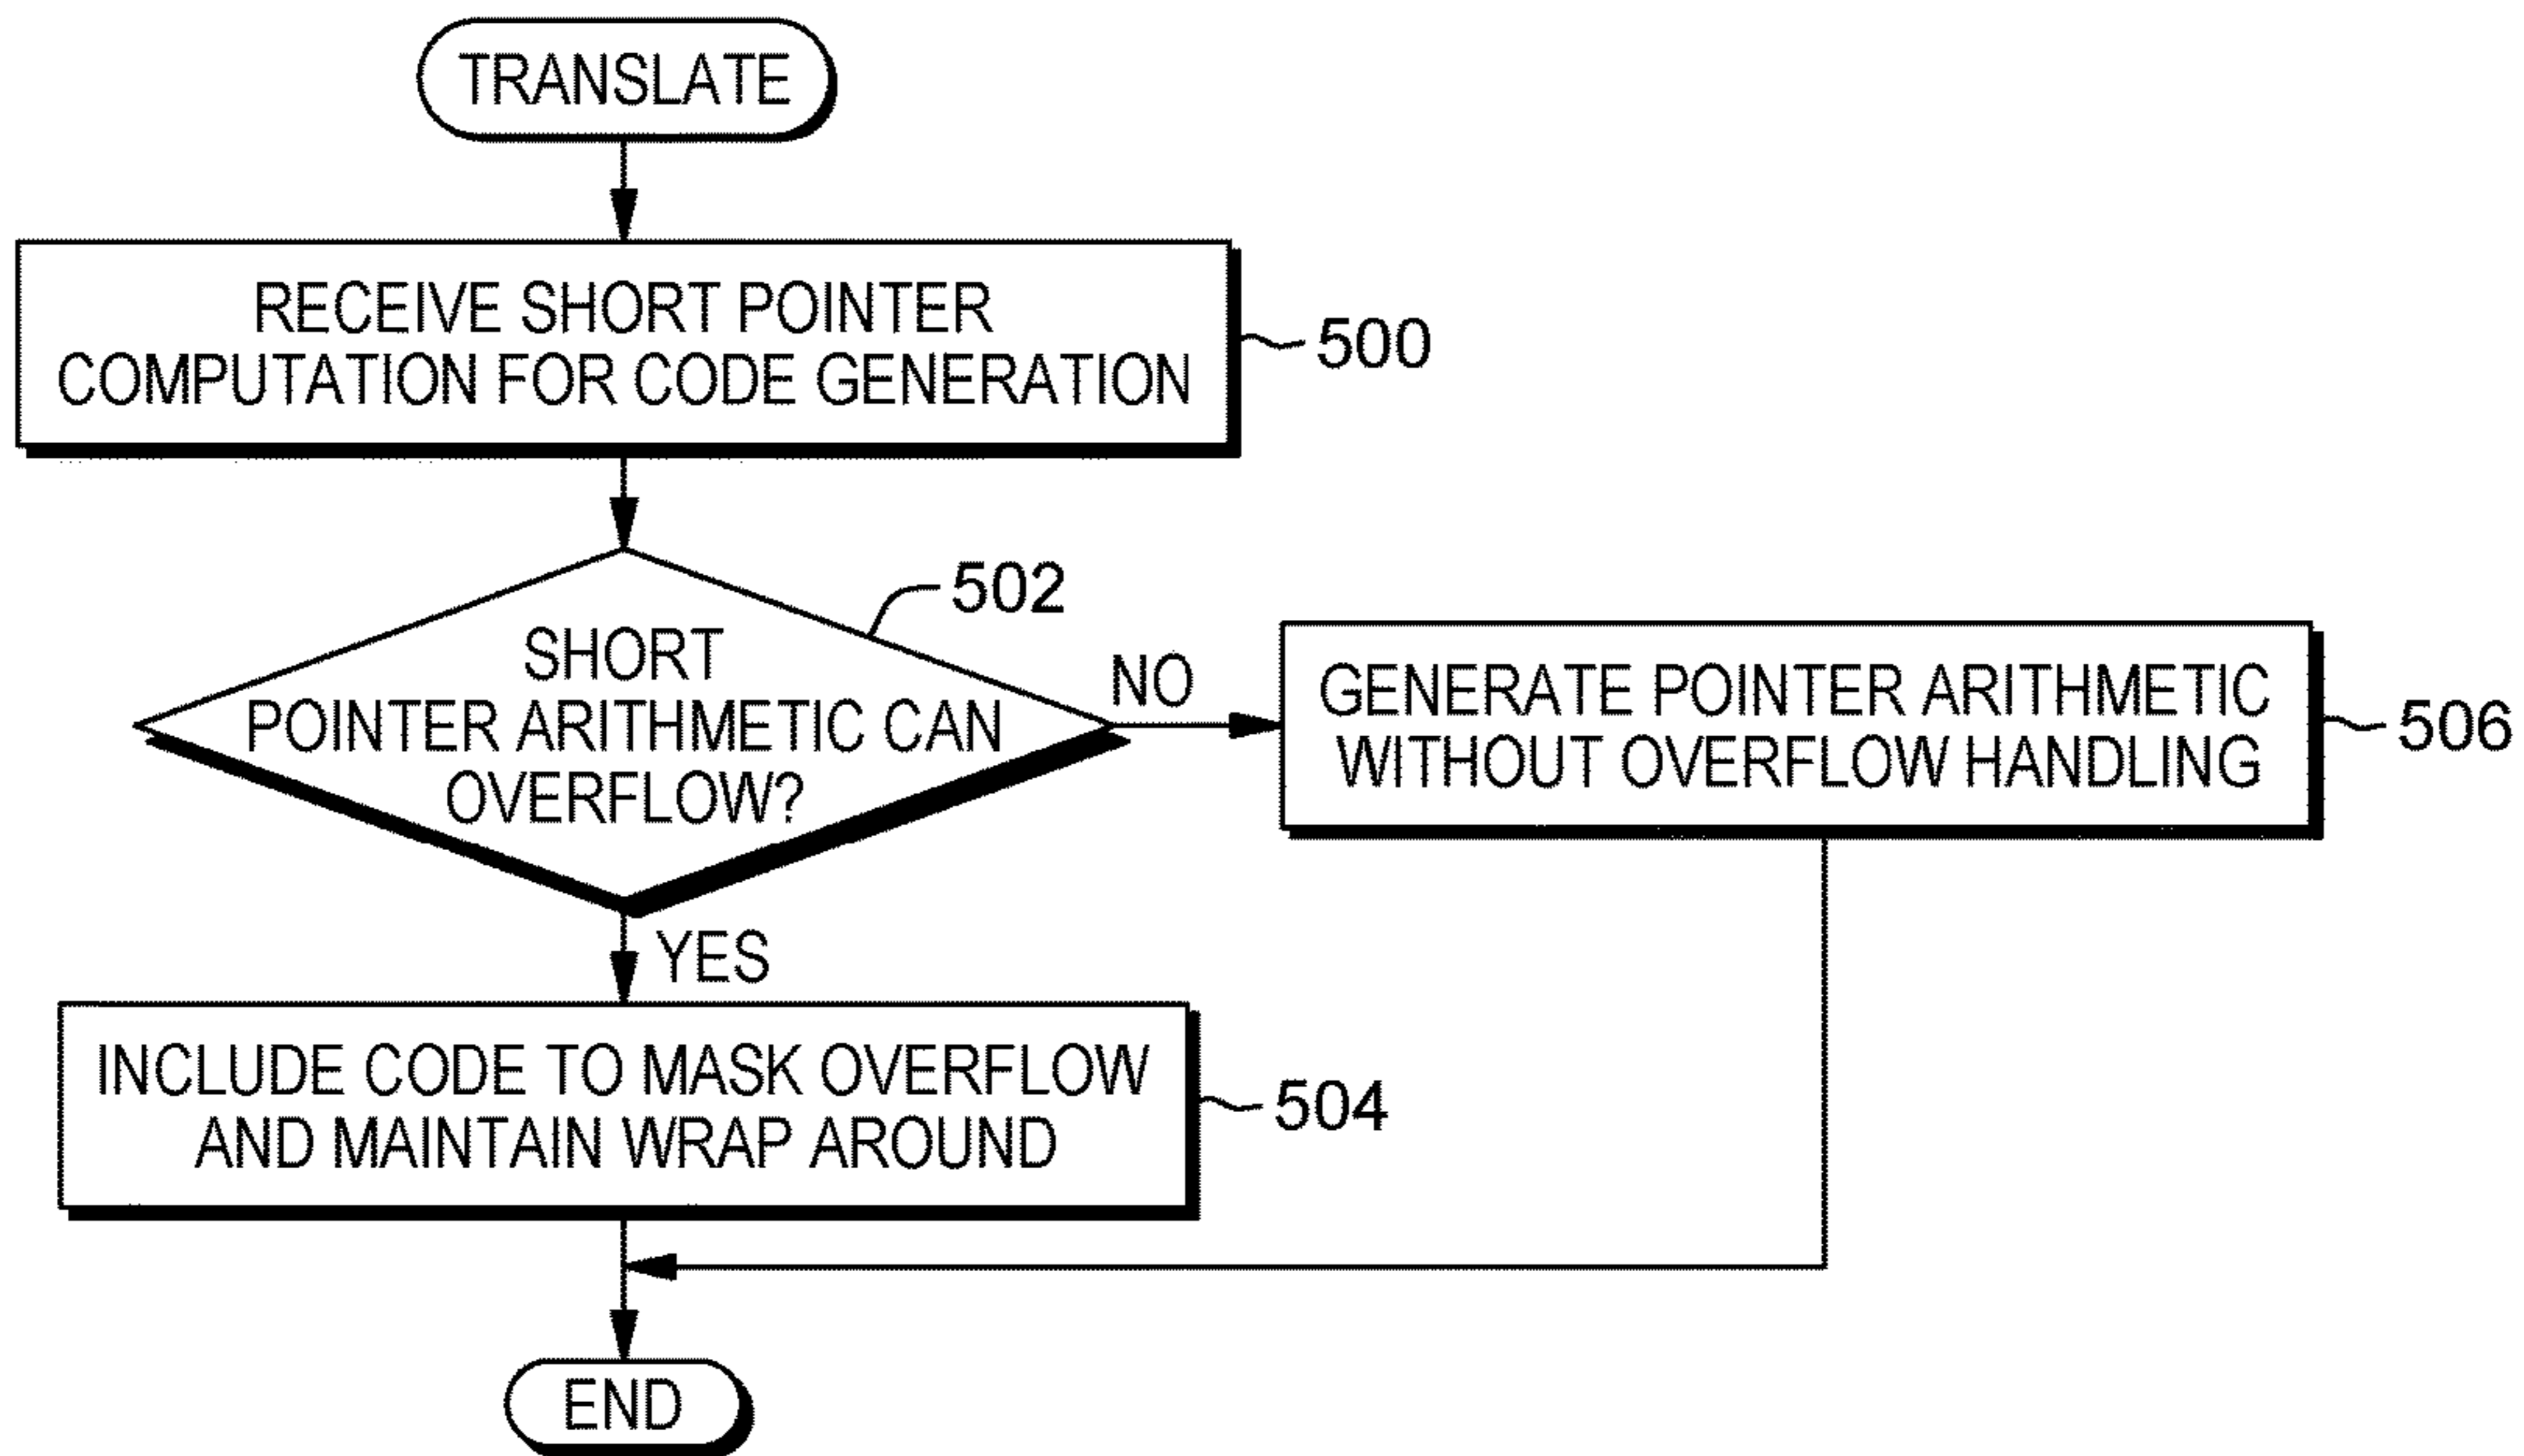 TRANSLATE
RECEIVE SHORT POINTER
COMPUTATION FOR CODE GENERATION
500
502
SHORT
POINTER ARITHMETIC CAN
OVERFLOW?
NO
GENERATE POINTER ARITHMETIC
WITHOUT OVERFLOW HANDLING
506
YES
INCLUDE CODE TO MASK OVERFLOW
AND MAINTAIN WRAP AROUND
504
END